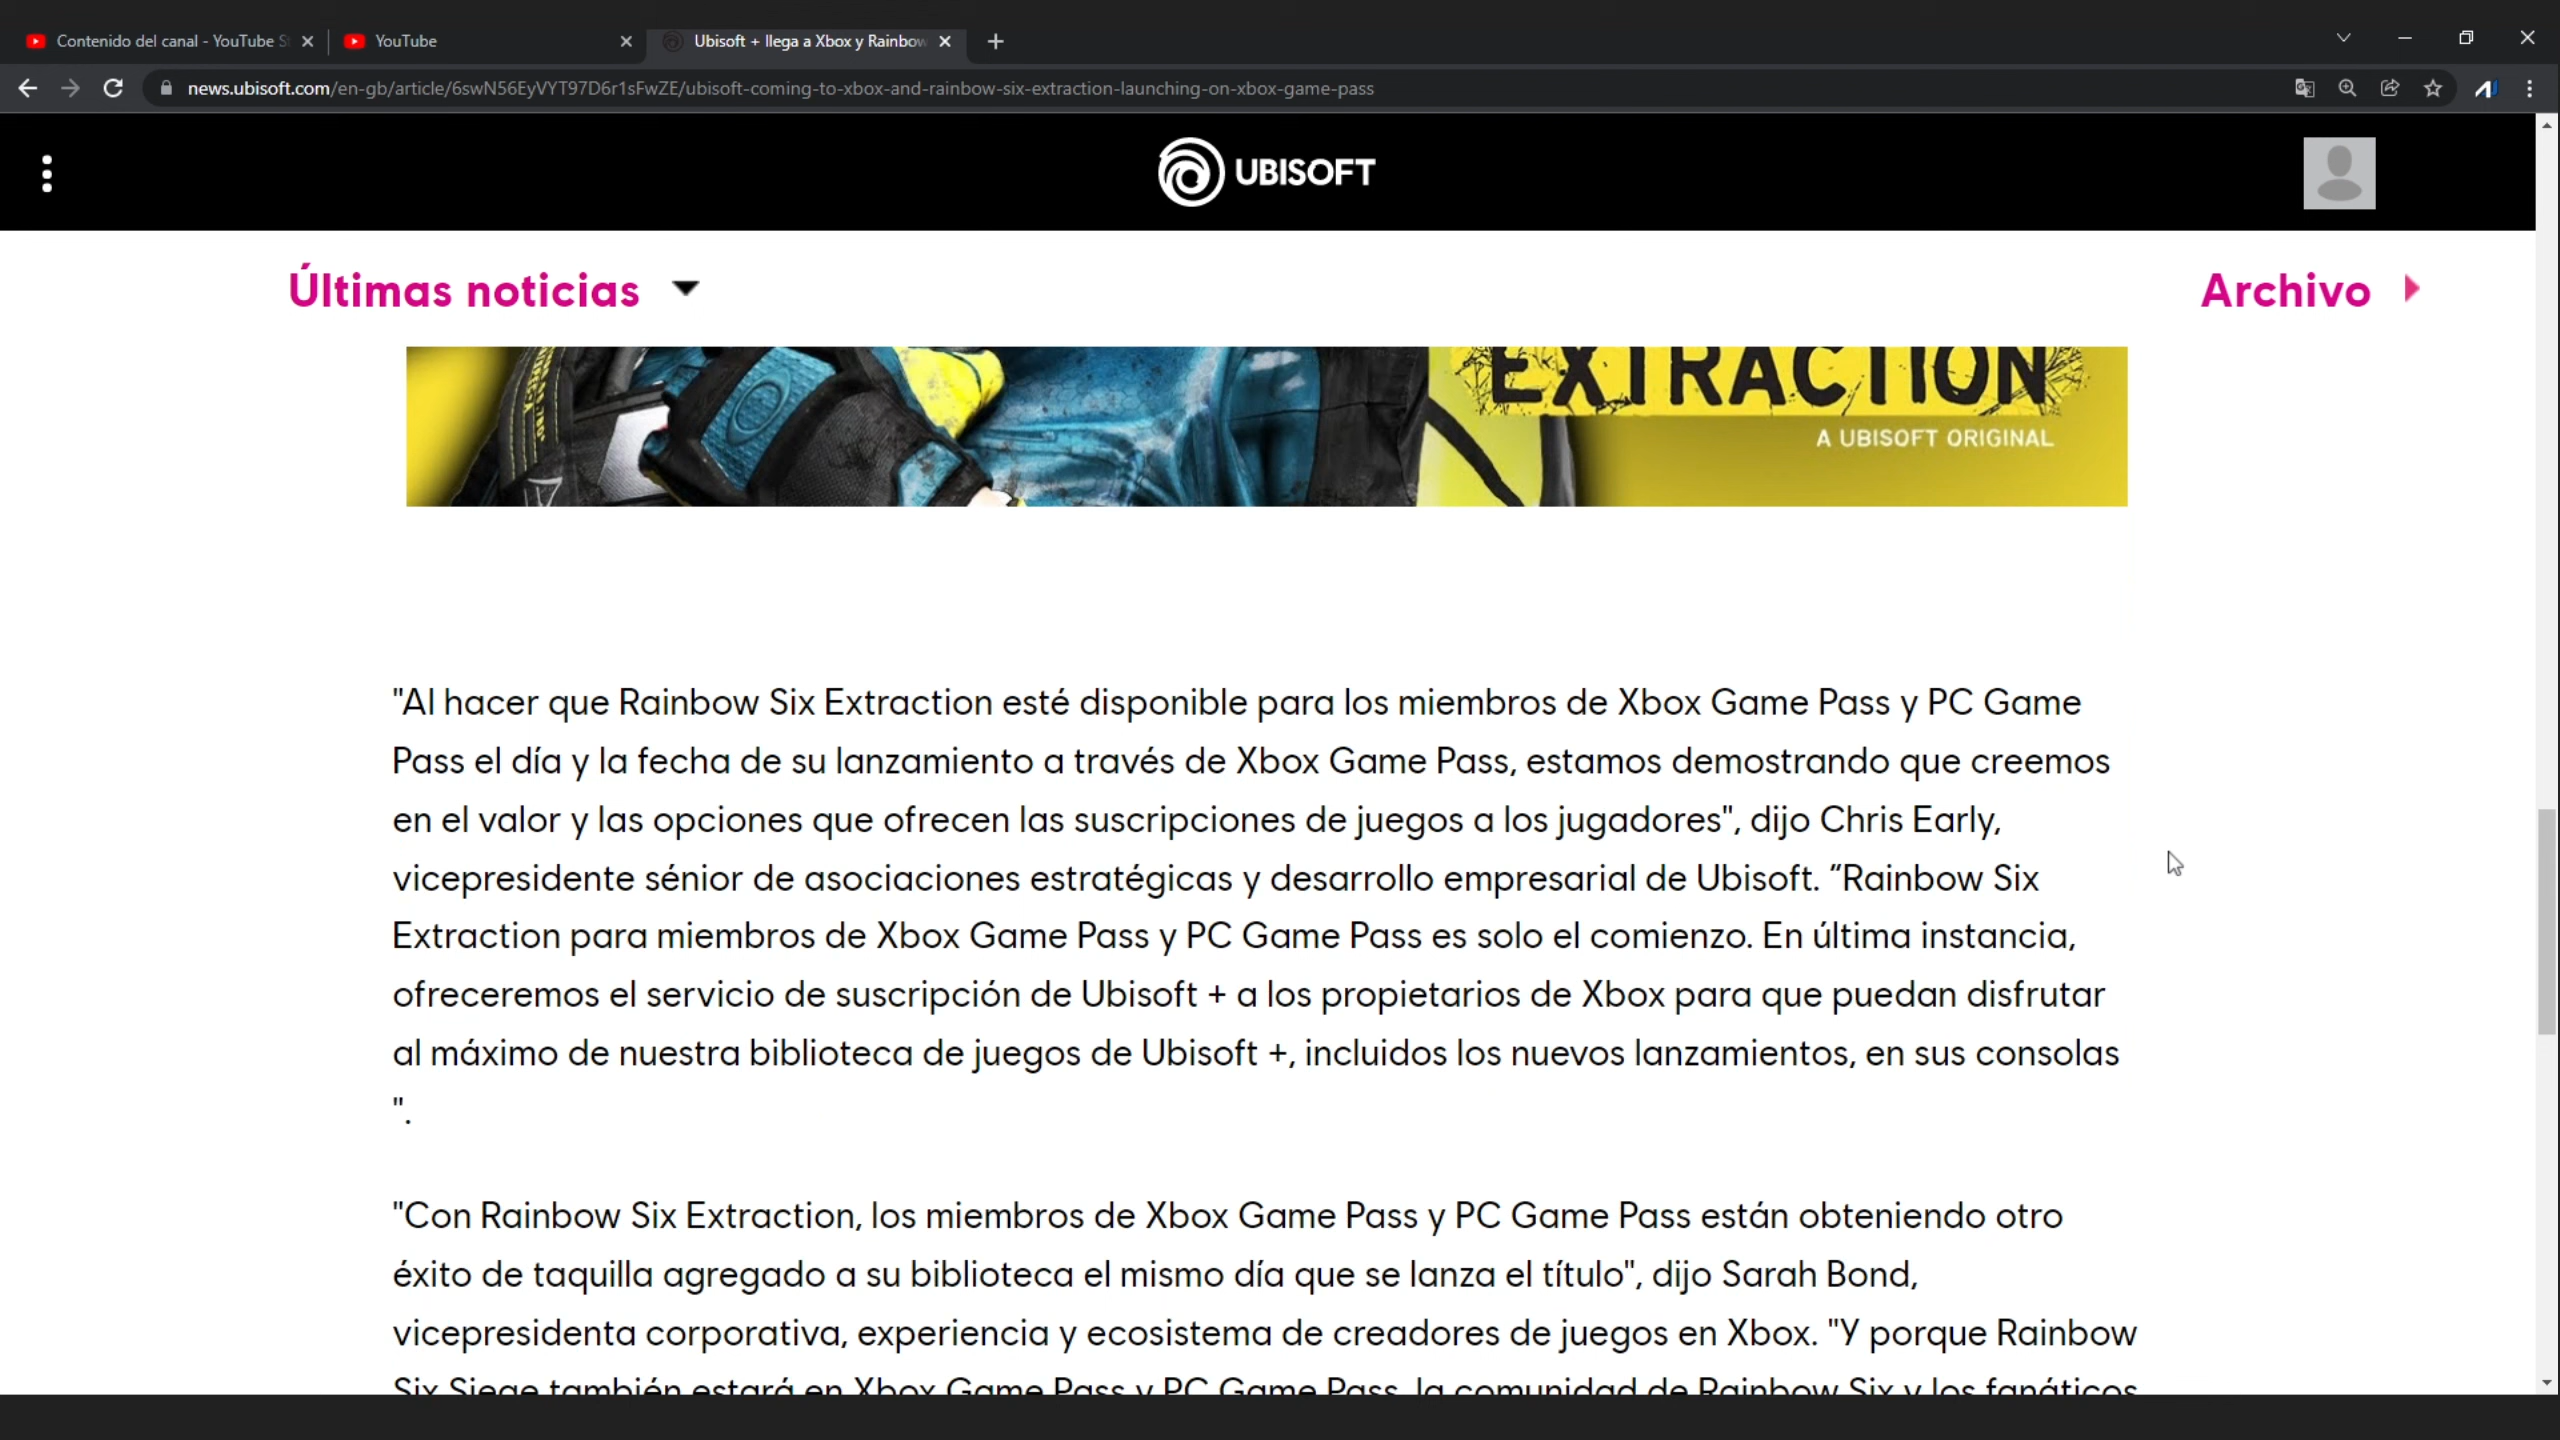 Contenido del canal - YouTube S
YouTube
Ubisoft + llega a Xbox y Rainbow
news.ubisoft.com/en-gb/article/6swN56EyVYT97D6r1sFwZE/ubisoft-coming-to-xbox-and-rainbow-six-extraction-launching-on-xbox-game-pass
UBISOFT
Últimas noticias
Archivo
EXTRACTION
A UBISOFT ORIGINAL
"Al hacer que Rainbow Six Extraction esté disponible para los miembros de Xbox Game Pass y PC Game
Pass el día y la fecha de su lanzamiento a través de Xbox Game Pass, estamos demostrando que creemos
en el valor y las opciones que ofrecen las suscripciones de juegos a los jugadores", dijo Chris Early,
vicepresidente sénior de asociaciones estratégicas y desarrollo empresarial de Ubisoft. “Rainbow Six
Extraction para miembros de Xbox Game Pass y PC Game Pass es solo el comienzo. En última instancia,
ofreceremos el servicio de suscripción de Ubisoft + a los propietarios de Xbox para que puedan disfrutar
al máximo de nuestra biblioteca de juegos de Ubisoft +, incluidos los nuevos lanzamientos, en sus consolas
".
"Con Rainbow Six Extraction, los miembros de Xbox Game Pass y PC Game Pass están obteniendo otro
éxito de taquilla agregado a su biblioteca el mismo día que se lanza el título", dijo Sarah Bond,
vicepresidenta corporativa, experiencia y ecosistema de creadores de juegos en Xbox. "Y porque Rainbow
Six Siege también estará en Xbox Game Pass y PC Game Pass, la comunidad de Rainbow Six y los fanáticos